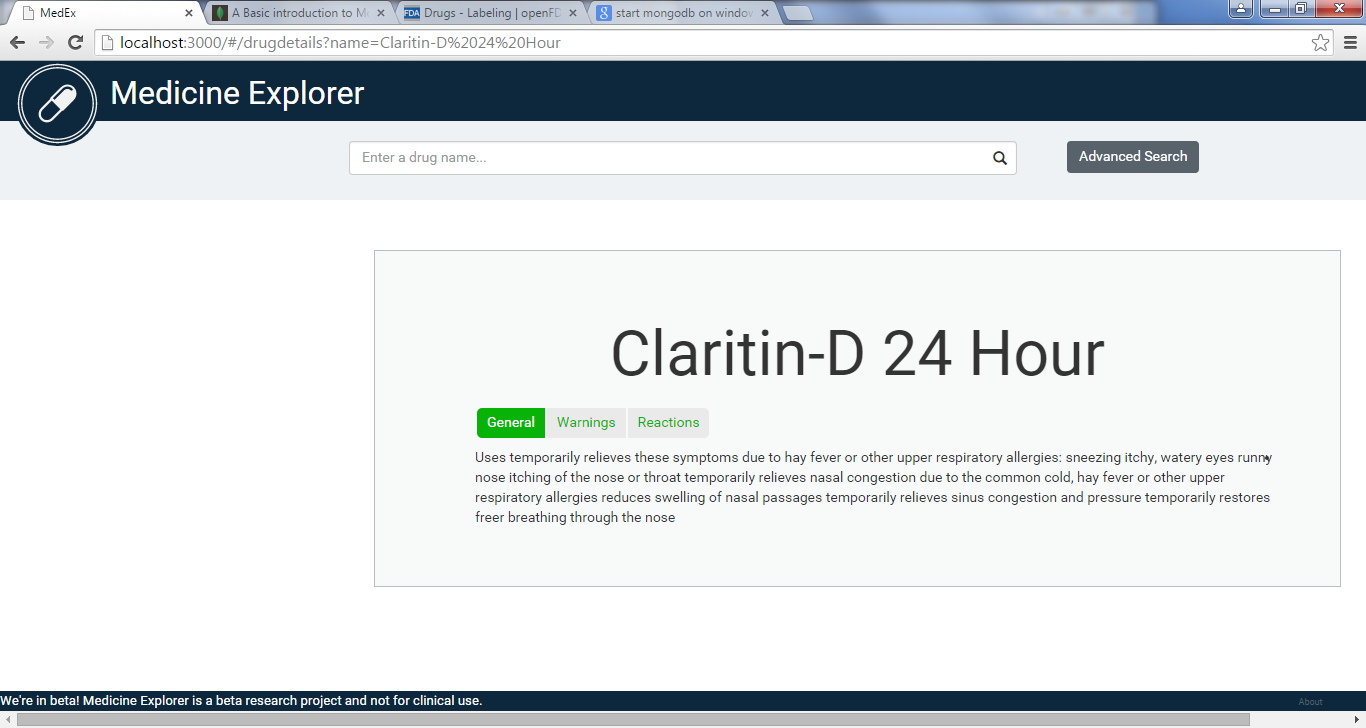 MedEx
A Basic introduction to Mo
FDA Drugs - Labeling | openFD
8 start mongodb on window
localhost:3000/#/drugdetails?name=Claritin-D%2024%20Hour
Medicine Explorer
Enter a drug name...
Advanced Search
Claritin-D 24 Hour
General
Warnings
Reactions
Uses temporarily relieves these symptoms due to hay fever or other upper respiratory allergies: sneezing itchy, watery eyes runny
nose itching of the nose or throat temporarily relieves nasal congestion due to the common cold, hay fever or other upper
respiratory allergies reduces swelling of nasal passages temporarily relieves sinus congestion and pressure temporarily restores
freer breathing through the nose
We're in beta! Medicine Explorer is a beta research project and not for clinical use.
About